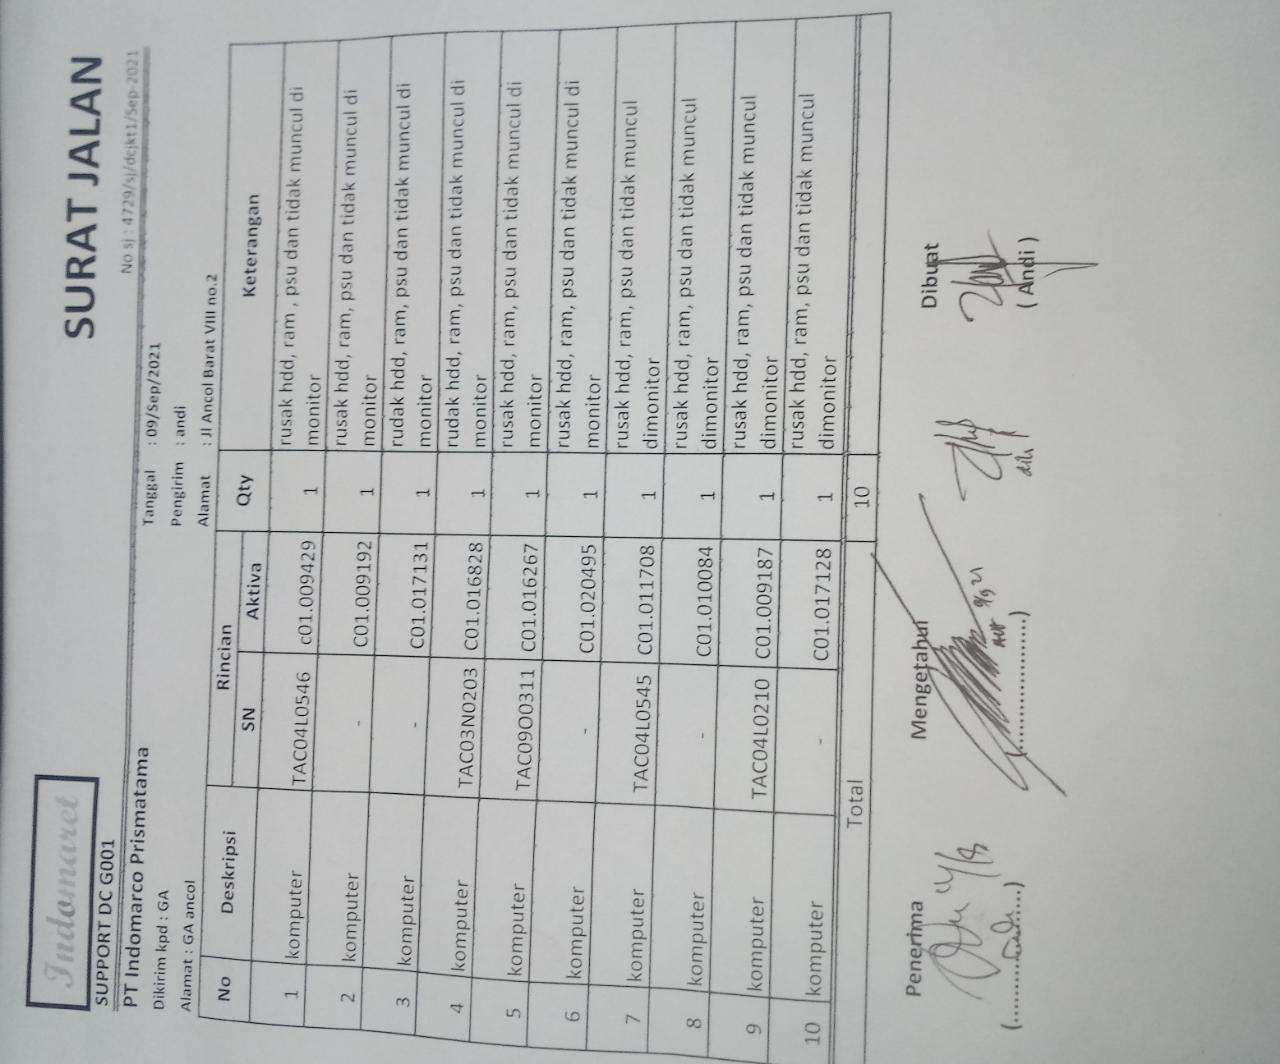 Indomaret
SURAT JALAN
SUPPORT DC G001
No sj : 4729/sj/dcjkt1/Sep-2021
PT Indomarco Prismatama
Dikirim kpd : GA
Alamat : GA ancol
Tanggal : 09/Sep/2021
Pengirim : andi
Alamat : Jl Ancol Barat VIII no.2
No Deskripsi Rincian Qty Keterangan
SN Aktiva
1 komputer TAC04L0546 c01.009429 1 rusak hdd, ram , psu dan tidak muncul di
monitor
2 komputer - C01.009192 1 rusak hdd, ram, psu dan tidak muncul di
monitor
3 komputer - C01.017131 1 rudak hdd, ram, psu dan tidak muncul di
monitor
4 komputer TAC03N0203 C01.016828 1 rudak hdd, ram, psu dan tidak muncul di
monitor
5 komputer TAC09O0311 C01.016267 1 rusak hdd, ram, psu dan tidak muncul di
monitor
6 komputer - C01.020495 1 rusak hdd, ram, psu dan tidak muncul di
monitor
7 komputer TAC04L0545 C01.011708 1 rusak hdd, ram, psu dan tidak muncul
dimonitor
8 komputer - C01.010084 1 rusak hdd, ram, psu dan tidak muncul
dimonitor
9 komputer TAC04L0210 C01.009187 1 rusak hdd, ram, psu dan tidak muncul
dimonitor
10 komputer - C01.017128 1 rusak hdd, ram, psu dan tidak muncul
dimonitor
Total 10
Penerima Mengetahui Dibuat
(....................) (....................) ( Andi )